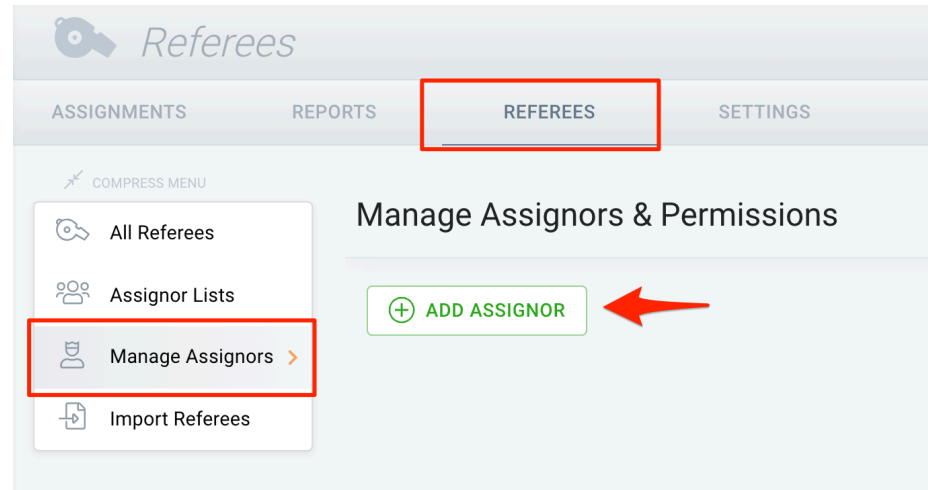 Referees
ASSIGNMENTS REPORTS REFEREES SETTINGS
COMPRESS MENU
All Referees
Assignor Lists
Manage Assignors
Import Referees
Manage Assignors & Permissions
ADD ASSIGNOR